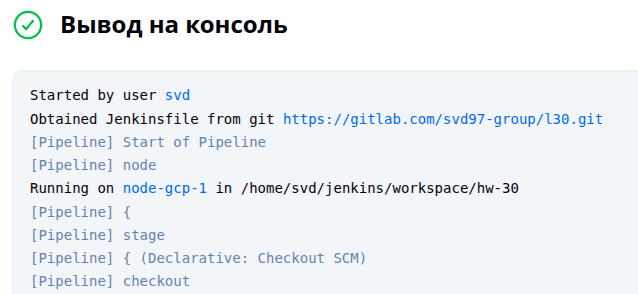 Вывод на консоль
Started by user svd
Obtained Jenkinsfile from git https://gitlab.com/svd97-group/l30.git
[Pipeline] Start of Pipeline
[Pipeline] node
Running on node-gcp-1 in /home/svd/jenkins/workspace/hw-30
[Pipeline] {
[Pipeline] stage
[Pipeline] { (Declarative: Checkout SCM)
[Pipeline] checkout